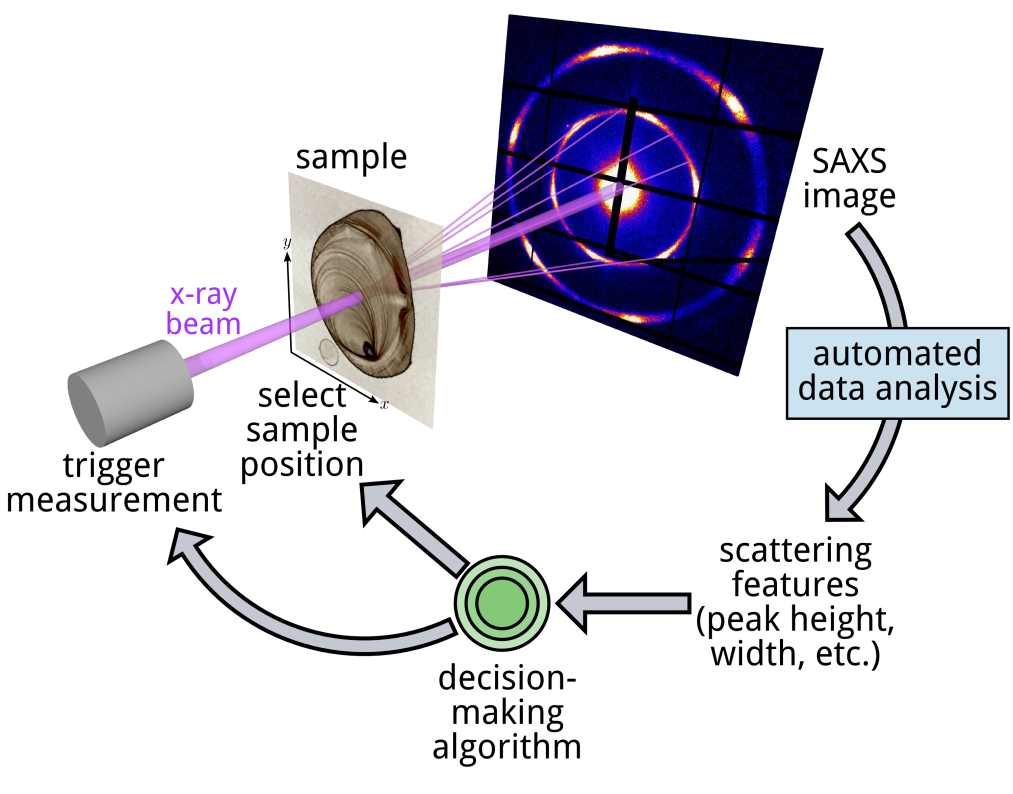 sample
SAXS
image
y
x-ray
beam
automated
data analysis
select
sample
position
x
trigger
measurement
scattering
features
(peak height,
width, etc.)
decision-
making
algorithm